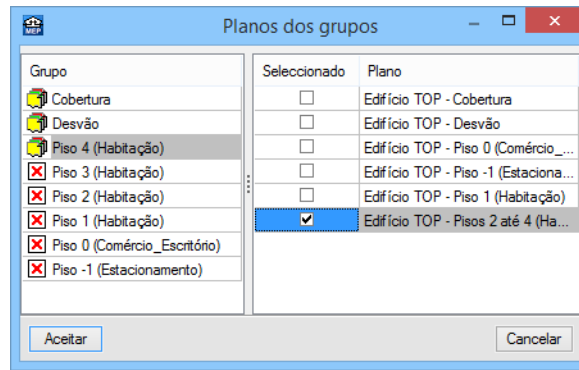 MEP
Planos dos grupos
Grupo
Cobertura
Desvão
Piso 4 (Habitação)
Piso 3 (Habitação)
Piso 2 (Habitação)
Piso 1 (Habitação)
Piso 0 (Comércio_Escritório)
Piso -1 (Estacionamento)
Seleccionado Plano
Edifício TOP - Cobertura
Edifício TOP - Desvão
Edifício TOP - Piso 0 (Comércio_...
Edifício TOP - Piso -1 (Estaciona...
Edifício TOP - Piso 1 (Habitação)
Edifício TOP - Pisos 2 até 4 (Ha...
Aceitar
Cancelar